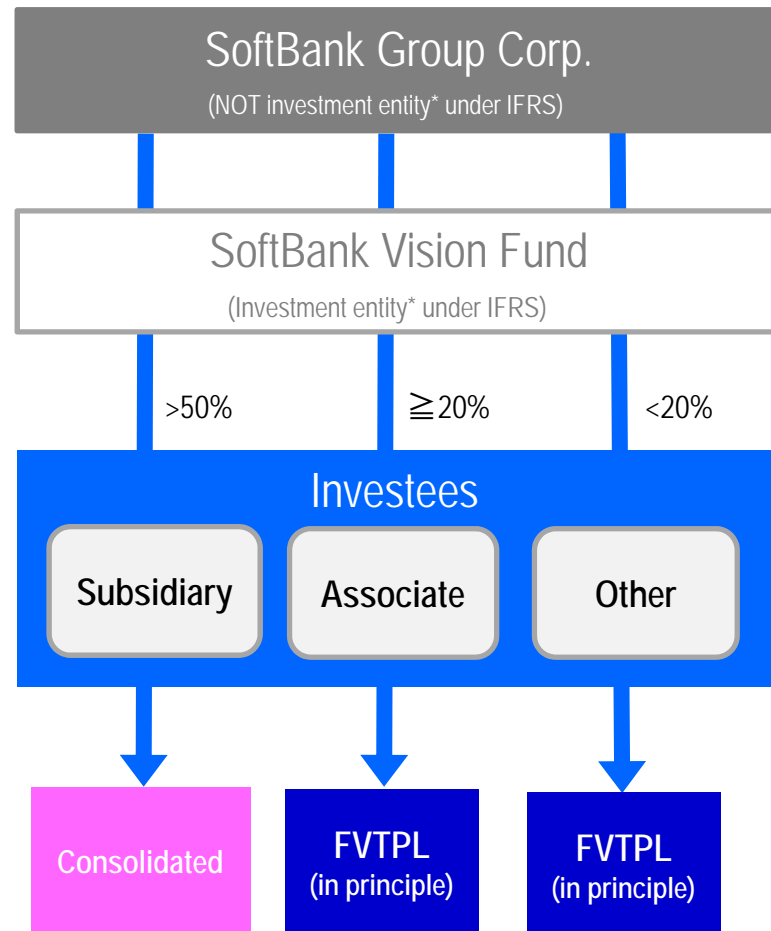 SoftBank Group Corp.
(NOT investment entity* under IFRS)
SoftBank Vision Fund
(Investment entity* under IFRS)
>50% ≧20% <20%
Investees
Subsidiary Associate Other
Consolidated
FVTPL
(in principle)
FVTPL
(in principle)